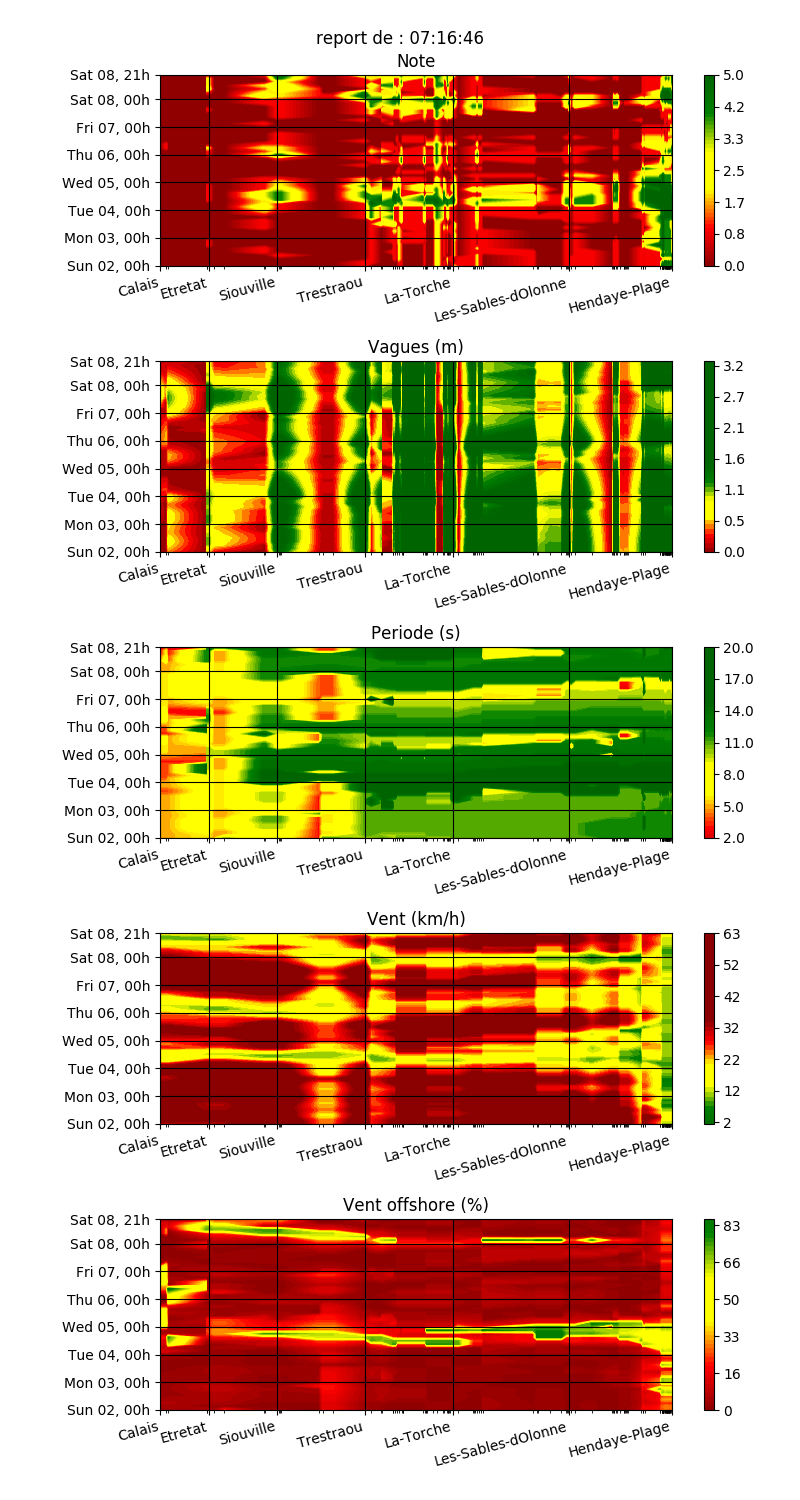 report de : 07:16:46
Note
Sat 08, 21h
Sat 08, 00h
Fri 07, 00h
Thu 06, 00h
Wed 05, 00h
Tue 04, 00h
Mon 03, 00h
Sun 02, 00h
5.0
4.2
3.3
2.5
1.7
0.8
0.0
Calais
Etretat
Siouville
Trestraou
La-Torche
Les-Sables-dOlonne
Hendaye-Plage
Vagues (m)
Sat 08, 21h
Sat 08, 00h
Fri 07, 00h
Thu 06, 00h
Wed 05, 00h
Tue 04, 00h
Mon 03, 00h
Sun 02, 00h
3.2
2.7
2.1
1.6
1.1
0.5
0.0
Calais
Etretat
Siouville
Trestraou
La-Torche
Les-Sables-dOlonne
Hendaye-Plage
Periode (s)
Sat 08, 21h
Sat 08, 00h
Fri 07, 00h
Thu 06, 00h
Wed 05, 00h
Tue 04, 00h
Mon 03, 00h
Sun 02, 00h
20.0
17.0
14.0
11.0
8.0
5.0
2.0
Calais
Etretat
Siouville
Trestraou
La-Torche
Les-Sables-dOlonne
Hendaye-Plage
Vent (km/h)
Sat 08, 21h
Sat 08, 00h
Fri 07, 00h
Thu 06, 00h
Wed 05, 00h
Tue 04, 00h
Mon 03, 00h
Sun 02, 00h
63
52
42
32
22
12
2
Calais
Etretat
Siouville
Trestraou
La-Torche
Les-Sables-dOlonne
Hendaye-Plage
Vent offshore (%)
Sat 08, 21h
Sat 08, 00h
Fri 07, 00h
Thu 06, 00h
Wed 05, 00h
Tue 04, 00h
Mon 03, 00h
Sun 02, 00h
83
66
50
33
16
0
Calais
Etretat
Siouville
Trestraou
La-Torche
Les-Sables-dOlonne
Hendaye-Plage